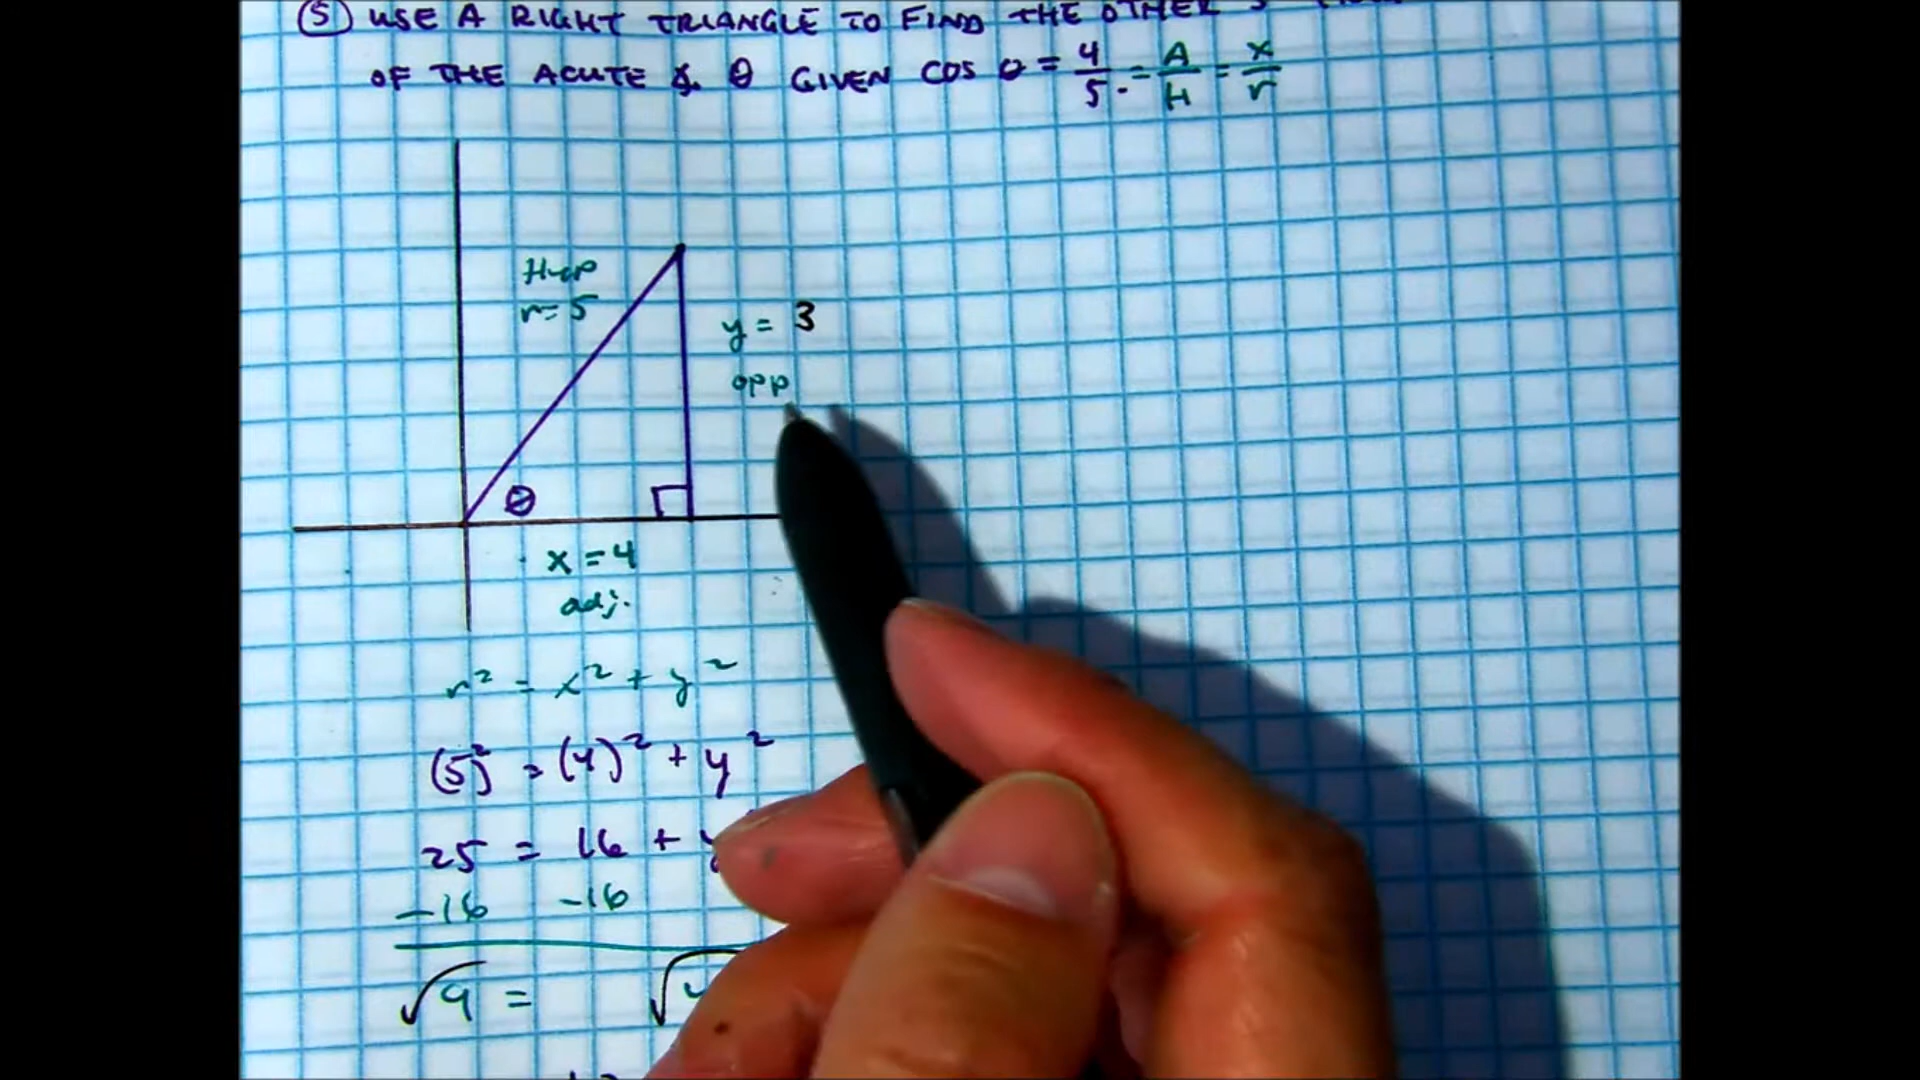 (5) USE A RIGHT TRIANGLE TO FIND THE OTHER 5
OF THE ACUTE ∡ θ GIVEN COS θ = 4/5 = A/H = x/r
Hyp
r = 5
y = 3
opp
θ
x = 4
adj.
r² = x² + y²
(5)² = (4)² + y²
25 = 16 + y
-16 -16
√9 = √y